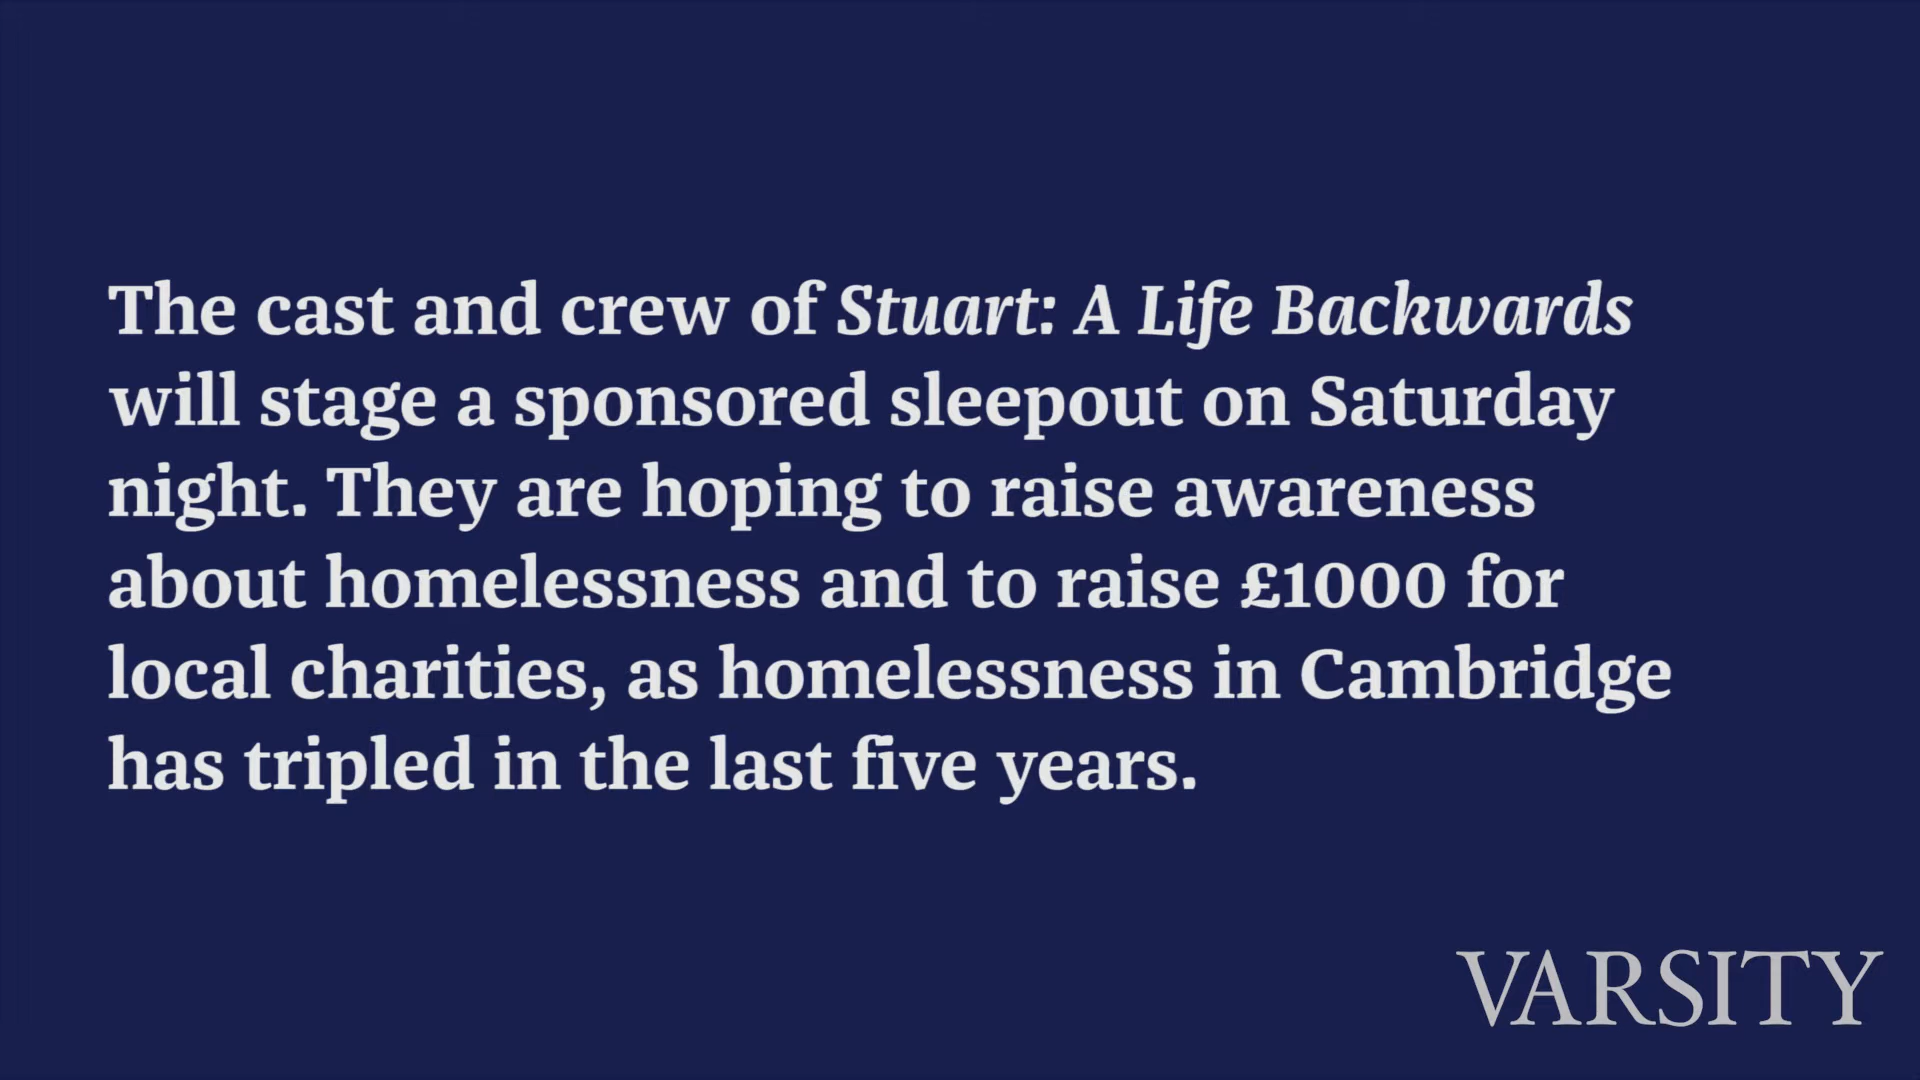 The cast and crew of Stuart: A Life Backwards
will stage a sponsored sleepout on Saturday
night. They are hoping to raise awareness
about homelessness and to raise £1000 for
local charities, as homelessness in Cambridge
has tripled in the last five years.
VARSITY